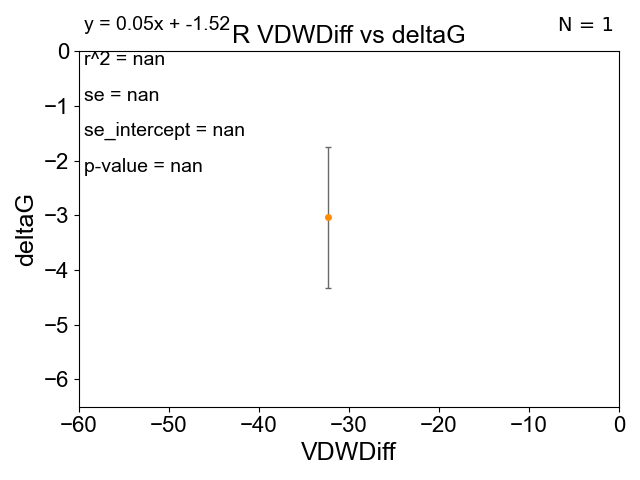 y = 0.05x + -1.52
N = 1
R VDWDiff vs deltaG
r^2 = nan
se = nan
se_intercept = nan
p-value = nan
deltaG
0
−1
−2
−3
−4
−5
−6
−60
−50
−40
−30
−20
−10
0
VDWDiff